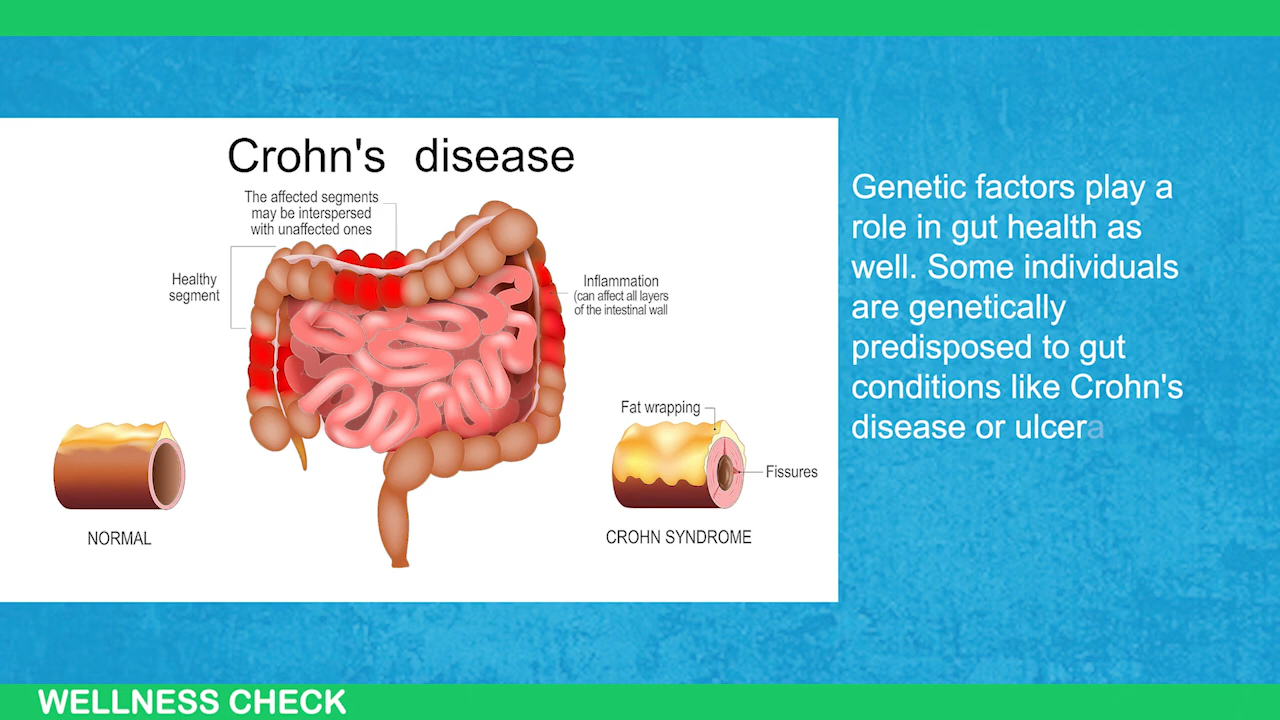 Crohn's disease
The affected segments
may be interspersed
with unaffected ones
Healthy
segment
Inflammation
(can affect all layers
of the intestinal wall
Fat wrapping
Fissures
NORMAL
CROHN SYNDROME
Genetic factors play a
role in gut health as
well. Some individuals
are genetically
predisposed to gut
conditions like Crohn's
disease or ulcera
WELLNESS CHECK